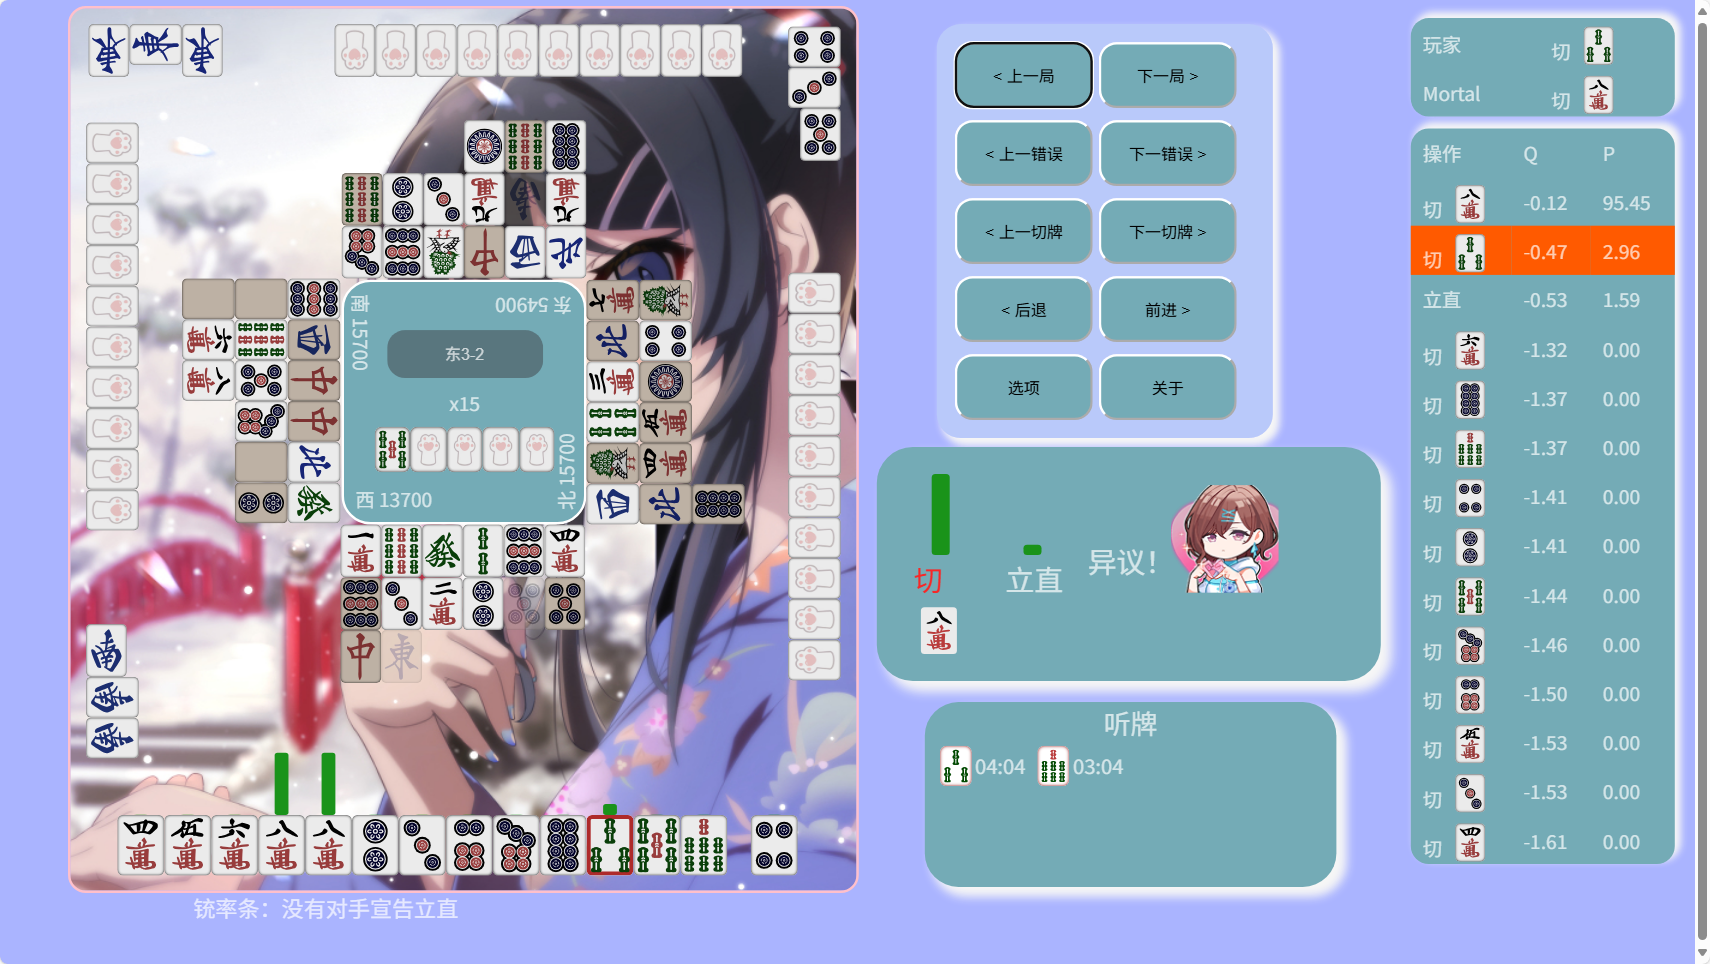 南 15700
东 54900
东3-2
x15
西 13700
北 15700
铳率条：没有对手宣告立直
< 上一局
下一局 >
< 上一错误
下一错误 >
< 上一切牌
下一切牌 >
< 后退
前进 >
选项
关于
切
立直
异议！
听牌
04:04 03:04
玩家 切
Mortal 切
操作 Q P
切 -0.12 95.45
切 -0.47 2.96
立直 -0.53 1.59
切 -1.32 0.00
切 -1.37 0.00
切 -1.37 0.00
切 -1.41 0.00
切 -1.41 0.00
切 -1.44 0.00
切 -1.46 0.00
切 -1.50 0.00
切 -1.53 0.00
切 -1.53 0.00
切 -1.61 0.00